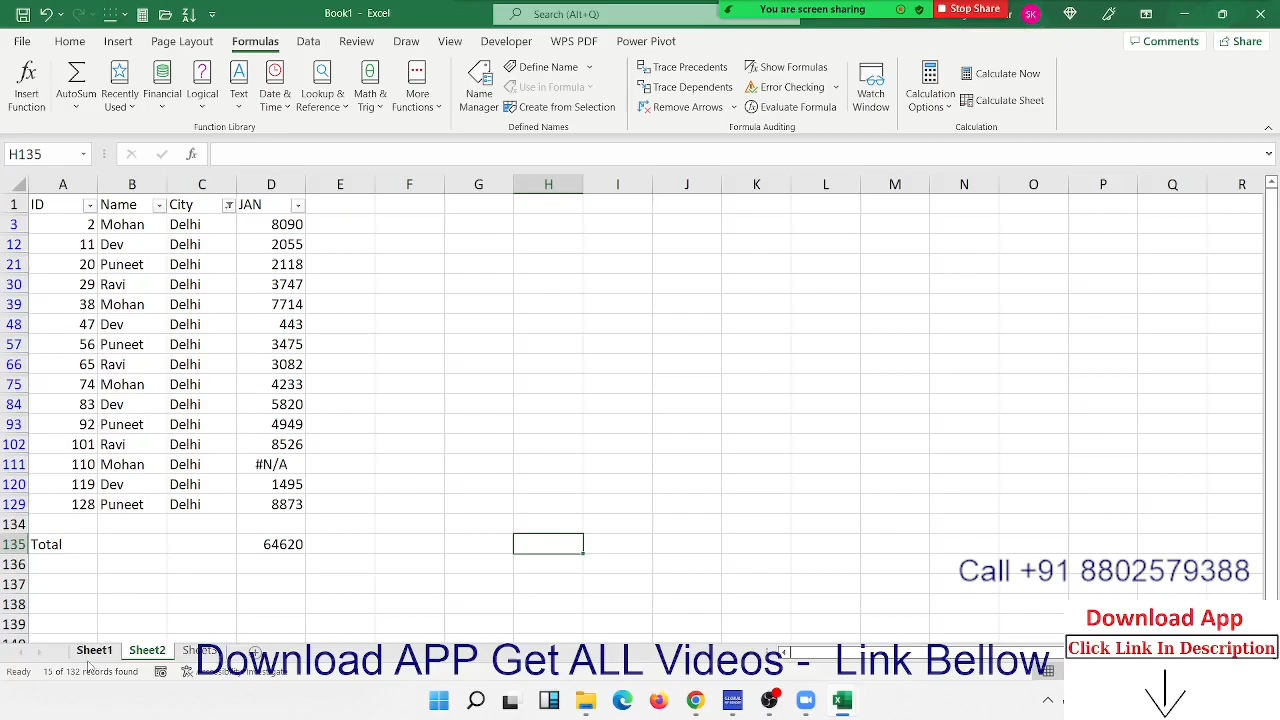 Book1 - Excel
Search (Alt+Q)
You are screen sharing
Stop Share
SK
File Home Insert Page Layout Formulas Data Review Draw View Developer WPS PDF Power Pivot
Comments Share
Insert Function
AutoSum
Recently Used
Financial
Logical
Text
Date & Time
Lookup & Reference
Math & Trig
More Functions
Function Library
Name Manager
Define Name
Use in Formula
Create from Selection
Defined Names
Trace Precedents
Trace Dependents
Remove Arrows
Show Formulas
Error Checking
Evaluate Formula
Formula Auditing
Watch Window
Calculation Options
Calculate Now
Calculate Sheet
Calculation
H135
fx
A B C D E F G H I J K L M N O P Q R
1 ID Name City JAN
3 2 Mohan Delhi 8090
12 11 Dev Delhi 2055
21 20 Puneet Delhi 2118
30 29 Ravi Delhi 3747
39 38 Mohan Delhi 7714
48 47 Dev Delhi 443
57 56 Puneet Delhi 3475
66 65 Ravi Delhi 3082
75 74 Mohan Delhi 4233
84 83 Dev Delhi 5820
93 92 Puneet Delhi 4949
102 101 Ravi Delhi 8526
111 110 Mohan Delhi #N/A
120 119 Dev Delhi 1495
129 128 Puneet Delhi 8873
134
135 Total 64620
136
137
138
139
Call +91 8802579388
Download App
Click Link In Description
Sheet1 Sheet2
Download APP Get ALL Videos - Link Bellow
Ready 15 of 132 records found